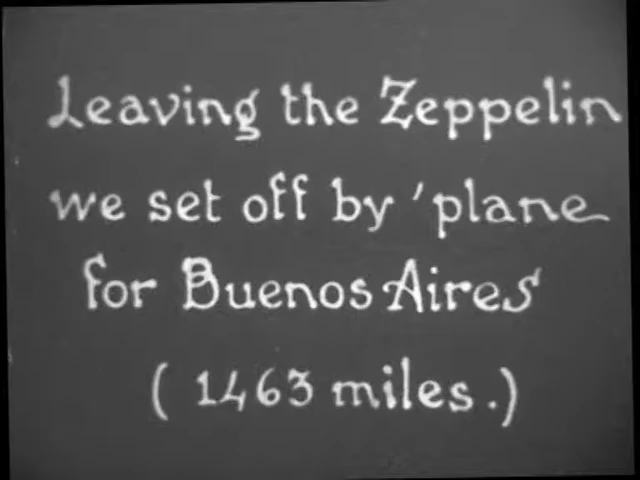 Leaving the Zeppelin
we set off by 'plane
for Buenos Aires
( 1463 miles.)